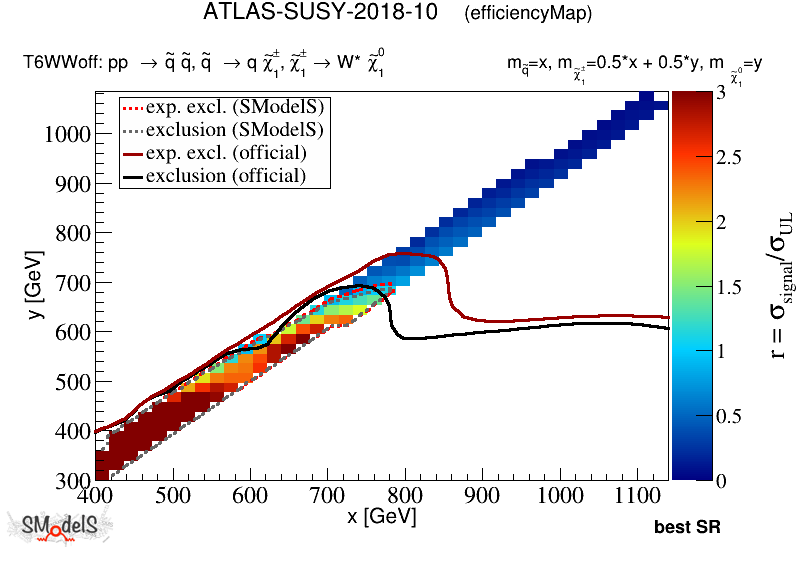 ATLAS-SUSY-2018-10 (efficiencyMap)
T6WWoff: pp → q̃ q̃, q̃ → q χ̃₁±, χ̃₁± → W* χ̃₁⁰
m_q̃=x, m_χ̃₁±=0.5*x + 0.5*y, m_χ̃₁⁰=y
exp. excl. (SModelS)
exclusion (SModelS)
exp. excl. (official)
exclusion (official)
1000
900
800
700
600
500
400
300
y [GeV]
400 500 600 700 800 900 1000 1100
x [GeV]
3
2.5
2
1.5
1
0.5
0
r = σ_signal/σ_UL
SModelS
best SR